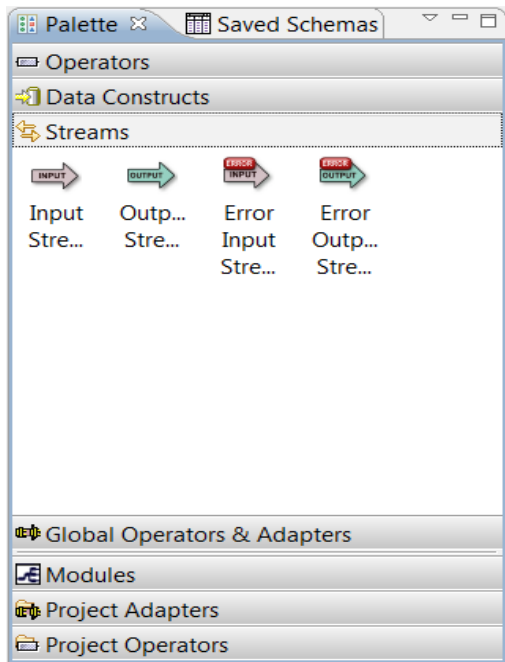 Palette Saved Schemas
Operators
Data Constructs
Streams
INPUT OUTPUT ERROR INPUT ERROR OUTPUT
Input Outp... Error Error
Stre... Stre... Input Outp...
Stre... Stre...
Global Operators & Adapters
Modules
Project Adapters
Project Operators